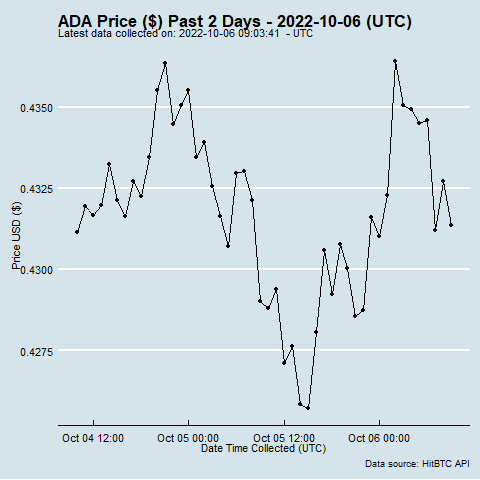 ADA Price ($) Past 2 Days - 2022-10-06 (UTC)
Latest data collected on: 2022-10-06 09:03:41 - UTC
Price USD ($)
0.4350
0.4325
0.4300
0.4275
Oct 04 12:00
Oct 05 00:00
Oct 05 12:00
Oct 06 00:00
Date Time Collected (UTC)
Data source: HitBTC API